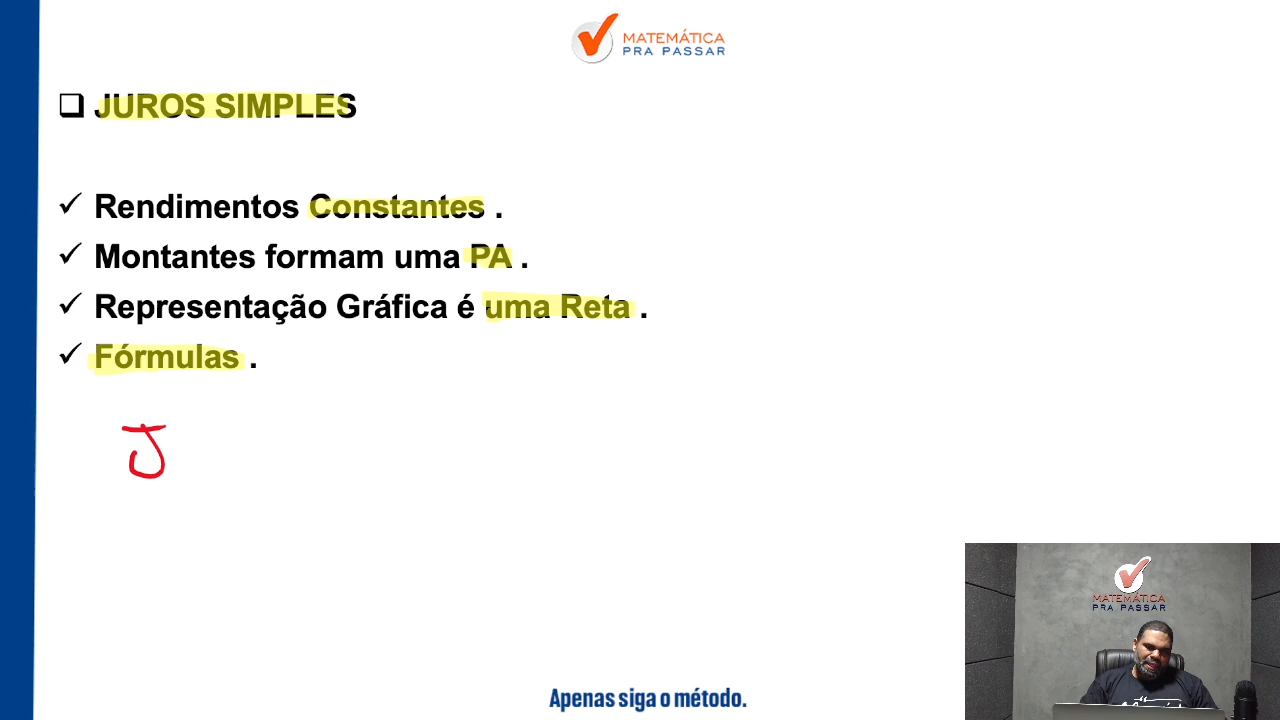 MATEMÁTICA
PRA PASSAR
JUROS SIMPLES
Rendimentos Constantes .
Montantes formam uma PA .
Representação Gráfica é uma Reta .
Fórmulas .
J
MATEMÁTICA
PRA PASSAR
Apenas siga o método.